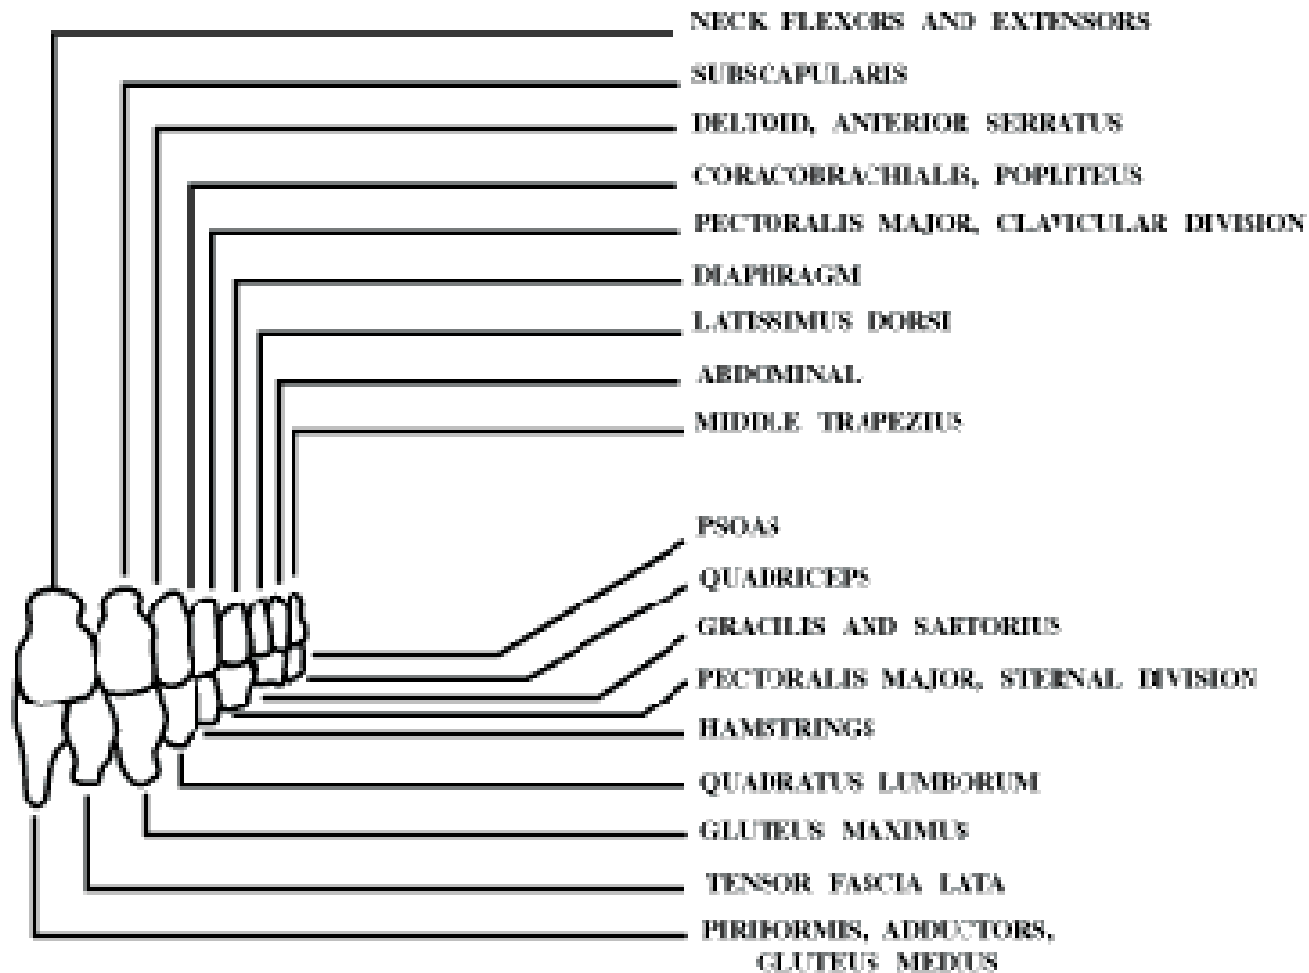 NECK FLEXORS AND EXTENSORS
SUBSCAPULARIS
DELTOID, ANTERIOR SERRATUS
CORACOBRACHIALIS, POPLITEUS
PECTORALIS MAJOR, CLAVICULAR DIVISION
DIAPHRAGM
LATISSIMUS DORSI
ABDOMINAL
MIDDLE TRAPEZIUS
PSOAS
QUADRICEPS
GRACILIS AND SARTORIUS
PECTORALIS MAJOR, STERNAL DIVISION
HAMSTRINGS
QUADRATUS LUMBORUM
GLUTEUS MAXIMUS
TENSOR FASCIA LATA
PIRIFORMIS, ADDUCTORS,
GLUTEUS MEDIUS